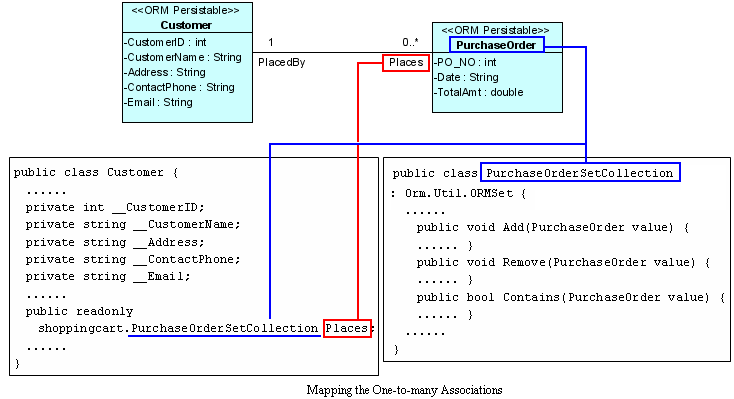 <<ORM Persistable>>
Customer
-CustomerID : int
-CustomerName : String
-Address : String
-ContactPhone : String
-Email : String
1
0..*
PlacedBy
Places
<<ORM Persistable>>
PurchaseOrder
-PO_NO : int
-Date : String
-TotalAmt : double
public class Customer {
......
private int __CustomerID;
private string __CustomerName;
private string __Address;
private string __ContactPhone;
private string __Email;
......
public readonly
shoppingcart.PurchaseOrderSetCollection Places;
......
}
public class PurchaseOrderSetCollection
: Orm.Util.ORMSet {
......
public void Add(PurchaseOrder value) {
...... }
public void Remove(PurchaseOrder value) {
...... }
public bool Contains(PurchaseOrder value) {
...... }
......
}
Mapping the One-to-many Associations